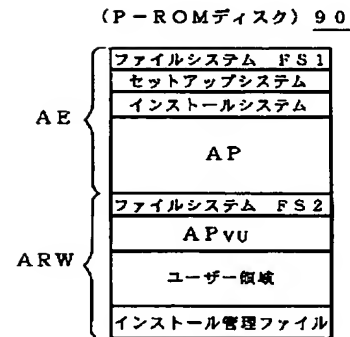 (P-ROMディスク) 90
AE
ファイルシステム FS1
セットアップシステム
インストールシステム
AP
ARW
ファイルシステム FS2
APVU
ユーザー領域
インストール管理ファイル